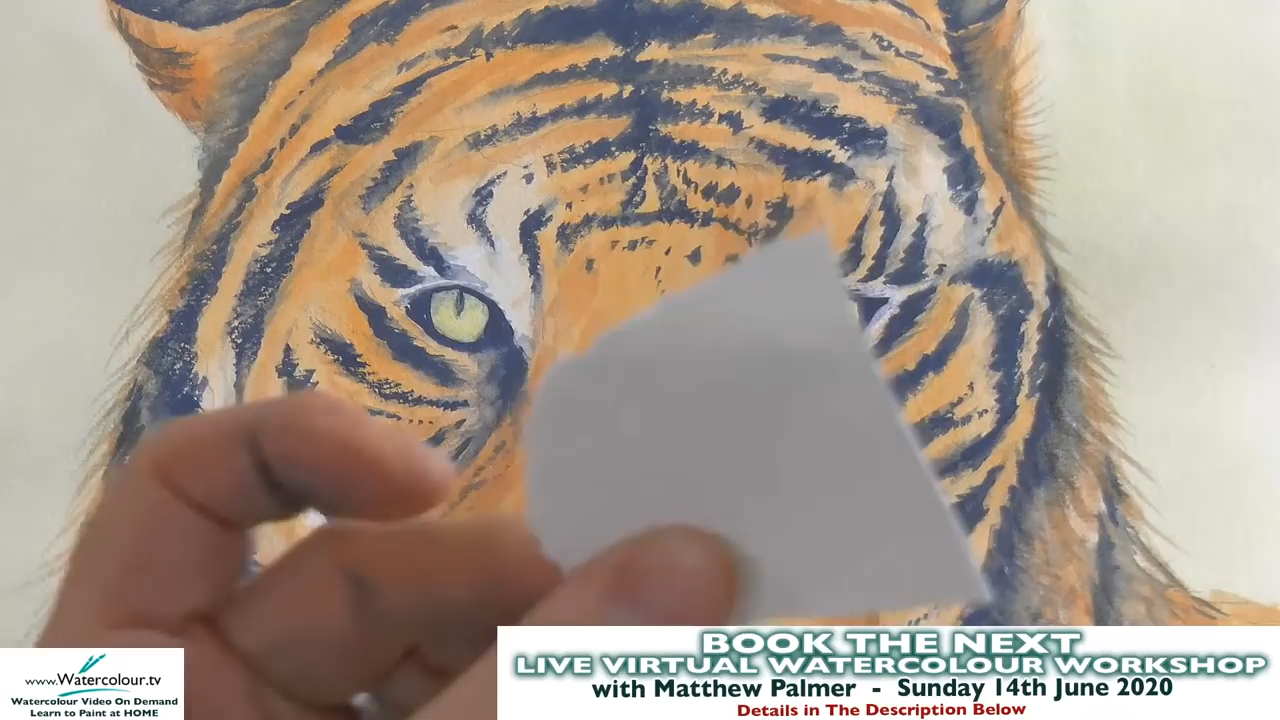 BOOK THE NEXT
LIVE VIRTUAL WATERCOLOUR WORKSHOP
with Matthew Palmer - Sunday 14th June 2020
Details in The Description Below
www.Watercolour.tv
Watercolour Video On Demand
Learn to Paint at HOME